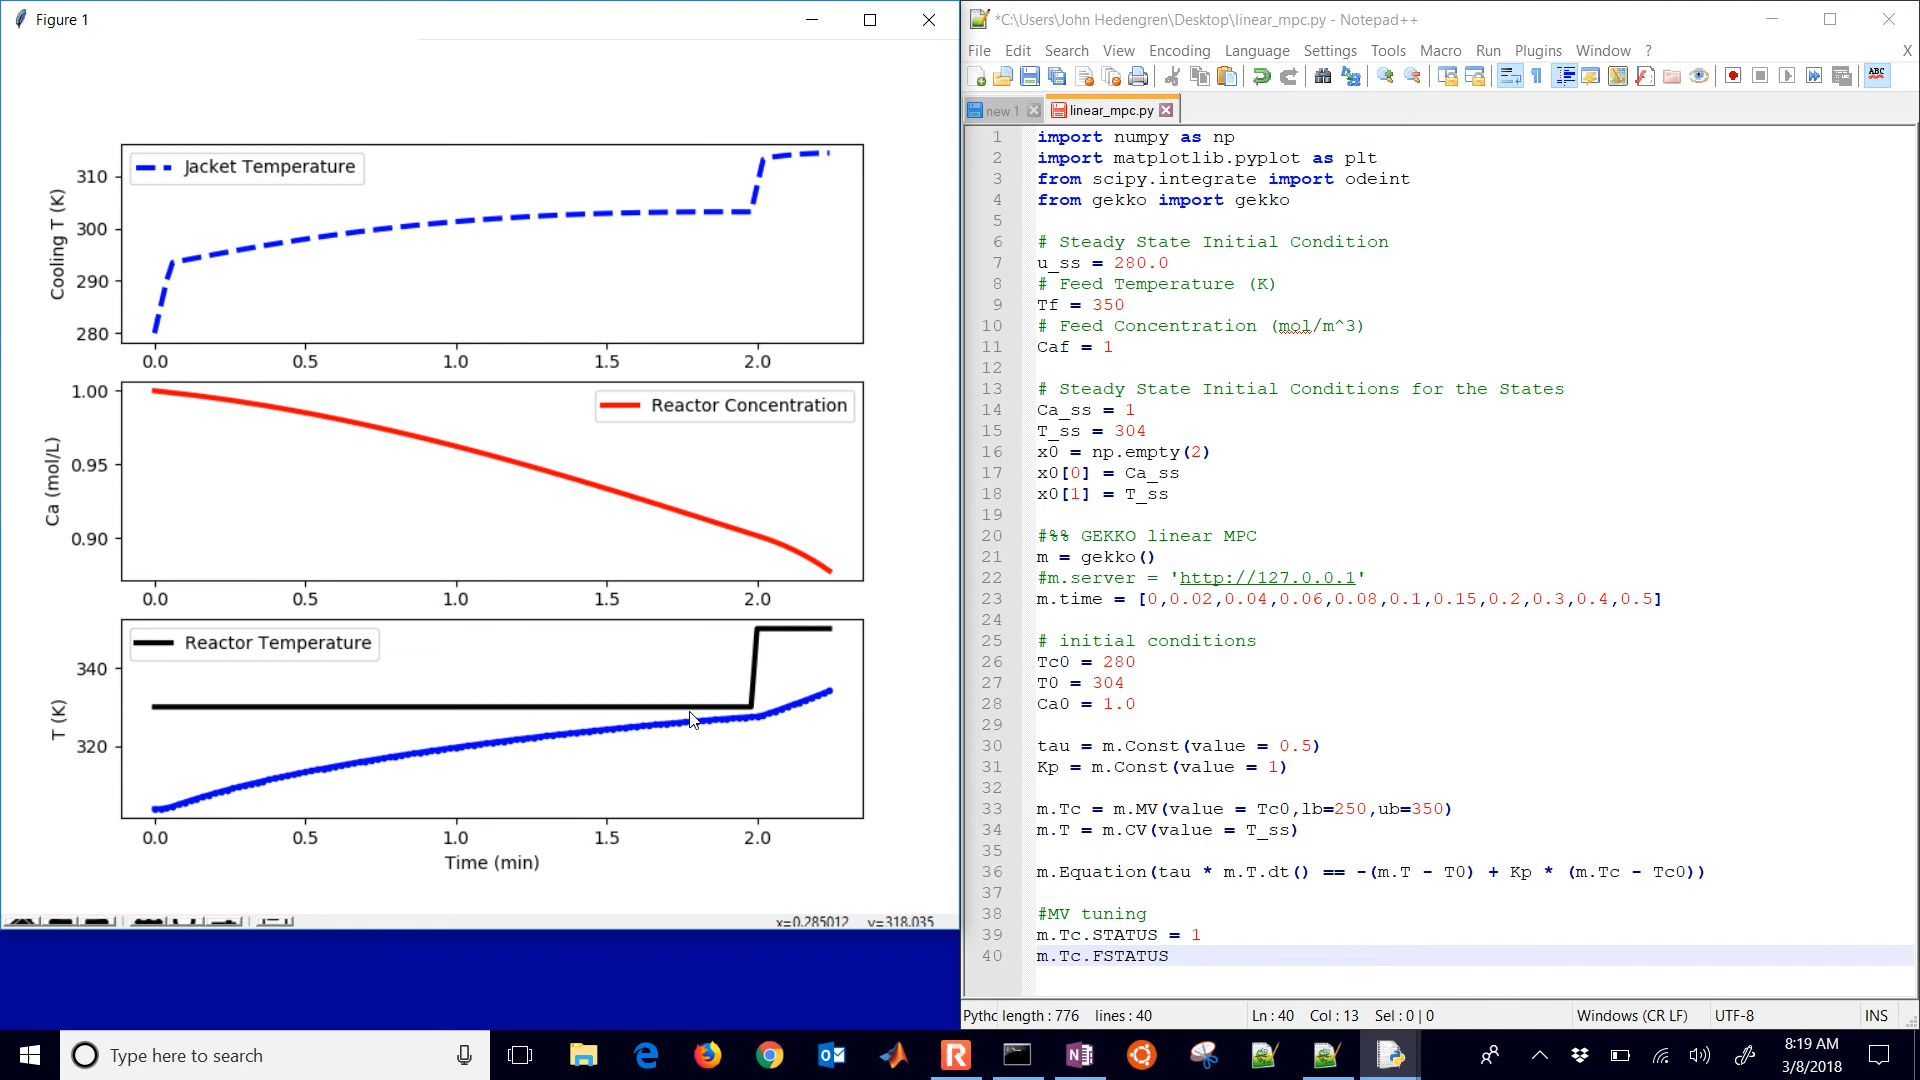 Figure 1
Jacket Temperature
Cooling T (K)
310
300
290
280
0.0 0.5 1.0 1.5 2.0
Reactor Concentration
Ca (mol/L)
1.00
0.95
0.90
0.0 0.5 1.0 1.5 2.0
Reactor Temperature
T (K)
340
320
0.0 0.5 1.0 1.5 2.0
Time (min)
x=0.285012 y=318.035
*C:\Users\John Hedengren\Desktop\linear_mpc.py - Notepad++
File Edit Search View Encoding Language Settings Tools Macro Run Plugins Window ? X
ABC
new 1 linear_mpc.py
1 import numpy as np
2 import matplotlib.pyplot as plt
3 from scipy.integrate import odeint
4 from gekko import gekko
5
6 # Steady State Initial Condition
7 u_ss = 280.0
8 # Feed Temperature (K)
9 Tf = 350
10 # Feed Concentration (mol/m^3)
11 Caf = 1
12
13 # Steady State Initial Conditions for the States
14 Ca_ss = 1
15 T_ss = 304
16 x0 = np.empty(2)
17 x0[0] = Ca_ss
18 x0[1] = T_ss
19
20 #%% GEKKO linear MPC
21 m = gekko()
22 #m.server = 'http://127.0.0.1'
23 m.time = [0,0.02,0.04,0.06,0.08,0.1,0.15,0.2,0.3,0.4,0.5]
24
25 # initial conditions
26 Tc0 = 280
27 T0 = 304
28 Ca0 = 1.0
29
30 tau = m.Const(value = 0.5)
31 Kp = m.Const(value = 1)
32
33 m.Tc = m.MV(value = Tc0,lb=250,ub=350)
34 m.T = m.CV(value = T_ss)
35
36 m.Equation(tau * m.T.dt() == -(m.T - T0) + Kp * (m.Tc - Tc0))
37
38 #MV tuning
39 m.Tc.STATUS = 1
40 m.Tc.FSTATUS
Pythc length : 776 lines : 40 Ln : 40 Col : 13 Sel : 0 | 0 Windows (CR LF) UTF-8 INS
Type here to search
8:19 AM
3/8/2018